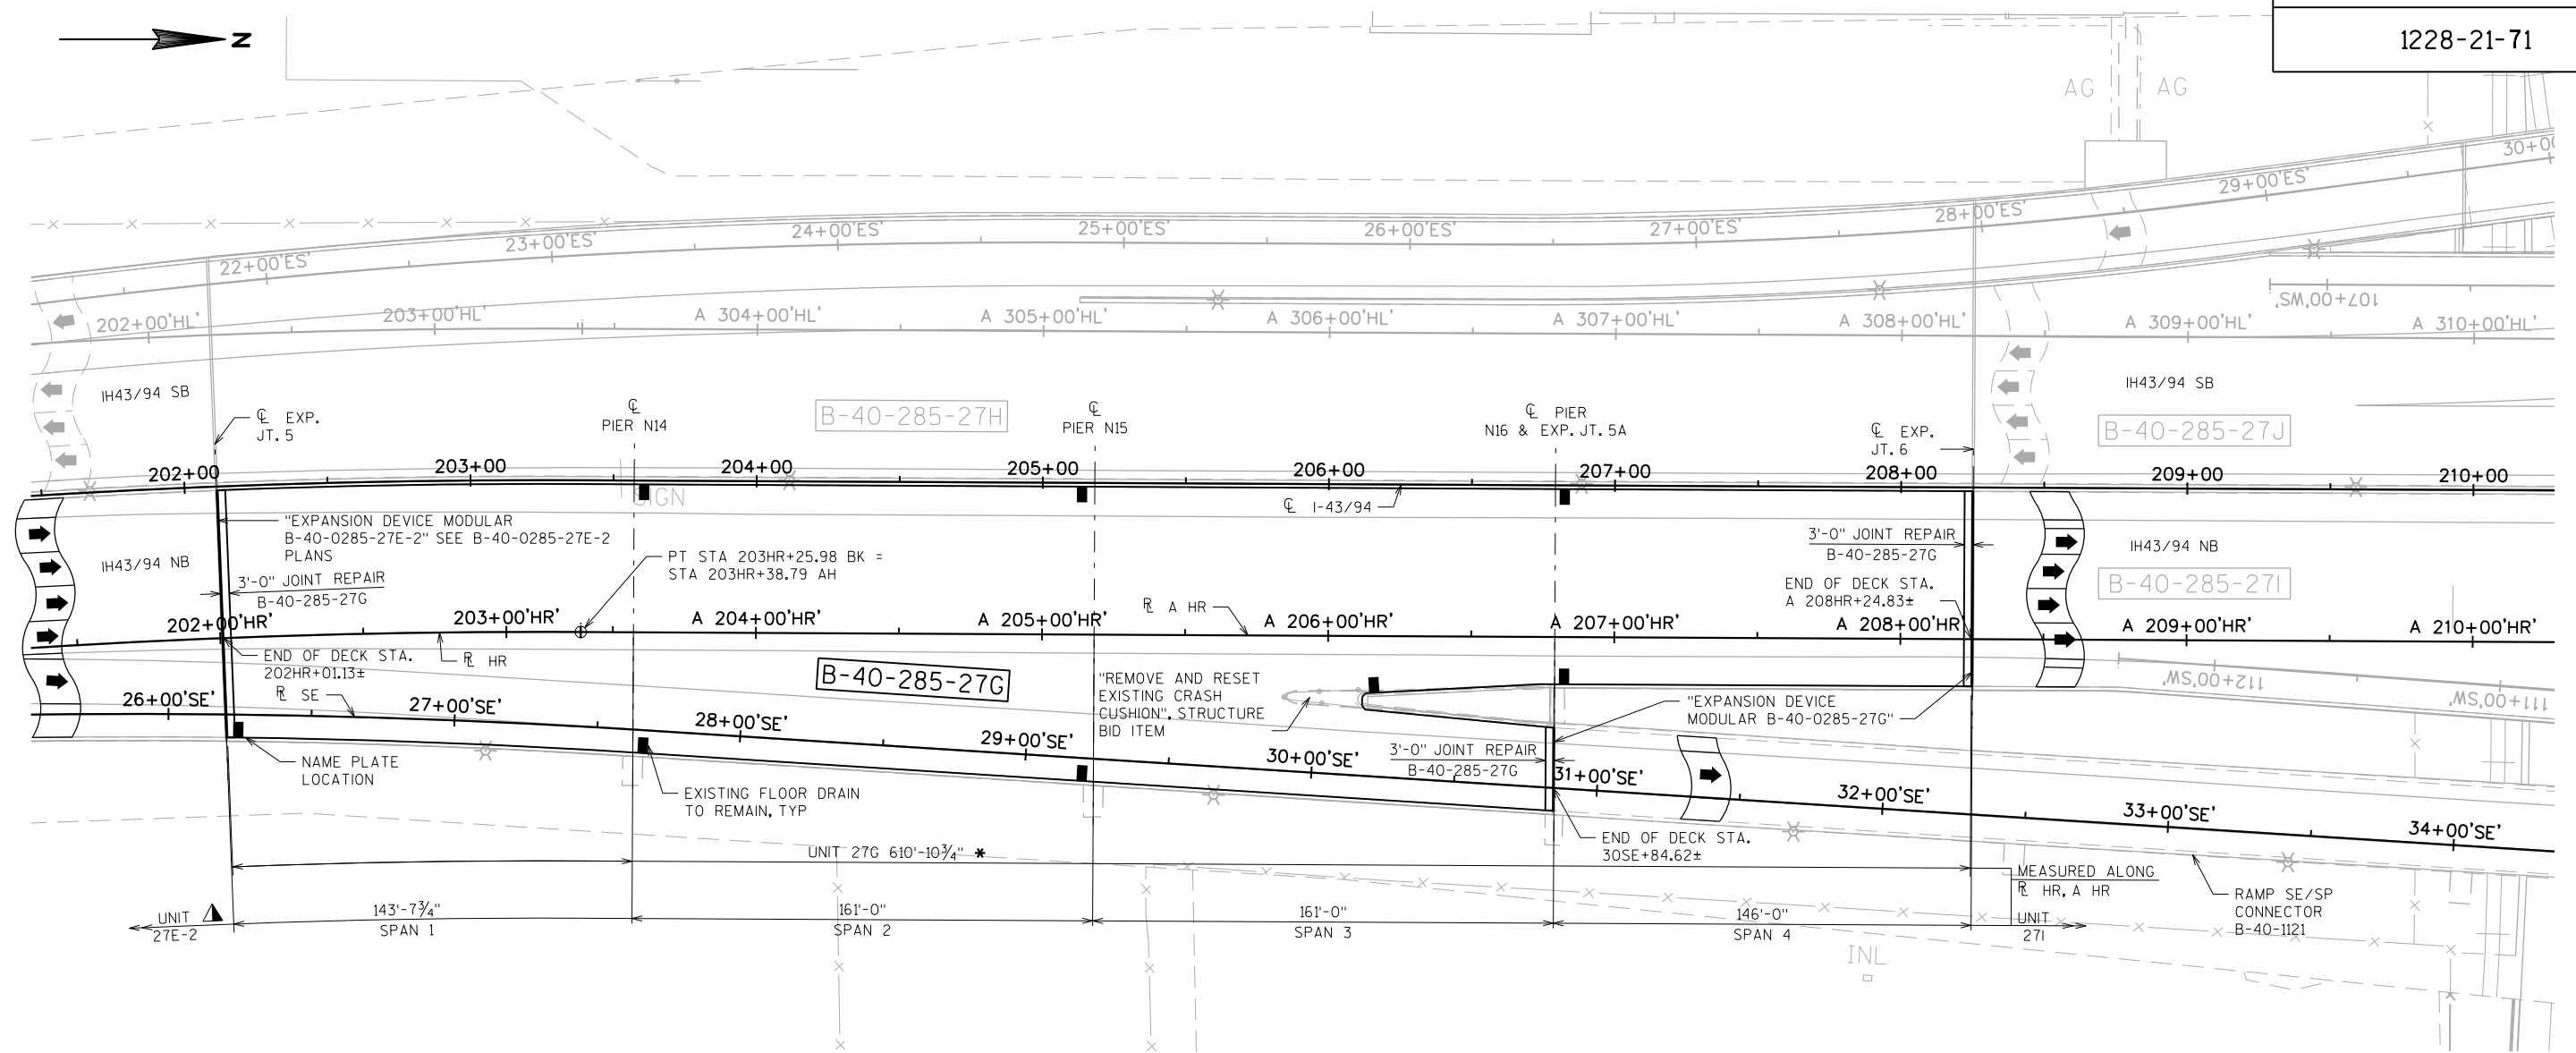 N
1228-21-71
AG
AG
22+00'ES'
23+00'ES'
24+00'ES'
25+00'ES'
26+00'ES'
27+00'ES'
28+00'ES'
29+00'ES'
202+00'HL'
203+00'HL'
A 304+00'HL'
A 305+00'HL'
A 306+00'HL'
A 307+00'HL'
A 308+00'HL'
A 309+00'HL'
A 310+00'HL'
107+00'SW'
IH43/94 SB
℄ EXP.
JT. 5
℄
PIER N14
B-40-285-27H
℄
PIER N15
℄ PIER
N16 & EXP. JT. 5A
℄ EXP.
JT. 6
IH43/94 SB
B-40-285-27J
202+00
203+00
204+00
205+00
206+00
207+00
208+00
209+00
210+00
SIGN
℄ I-43/94
"EXPANSION DEVICE MODULAR
B-40-0285-27E-2" SEE B-40-0285-27E-2
PLANS
IH43/94 NB
3'-0" JOINT REPAIR
B-40-285-27G
PT STA 203HR+25.98 BK =
STA 203HR+38.79 AH
3'-0" JOINT REPAIR
B-40-285-27G
END OF DECK STA.
A 208HR+24.83±
IH43/94 NB
B-40-285-27I
202+00'HR'
203+00'HR'
A 204+00'HR'
A 205+00'HR'
℞ A HR
A 206+00'HR'
A 207+00'HR'
A 208+00'HR
A 209+00'HR'
A 210+00'HR'
END OF DECK STA.
202HR+01.13±
℞ HR
℞ SE
B-40-285-27G
"REMOVE AND RESET
EXISTING CRASH
CUSHION", STRUCTURE
BID ITEM
"EXPANSION DEVICE
MODULAR B-40-0285-27G"
112+00'SW'
111+00'SW'
26+00'SE'
27+00'SE'
28+00'SE'
29+00'SE'
30+00'SE'
31+00'SE'
32+00'SE'
33+00'SE'
34+00'SE'
3'-0" JOINT REPAIR
B-40-285-27G
NAME PLATE
LOCATION
EXISTING FLOOR DRAIN
TO REMAIN, TYP
END OF DECK STA.
30SE+84.62±
UNIT 27G 610'-10¾" *
MEASURED ALONG
℞ HR, A HR
RAMP SE/SP
CONNECTOR
B-40-1121
UNIT
27E-2
143'-7¾"
SPAN 1
161'-0"
SPAN 2
161'-0"
SPAN 3
146'-0"
SPAN 4
UNIT
27I
INL